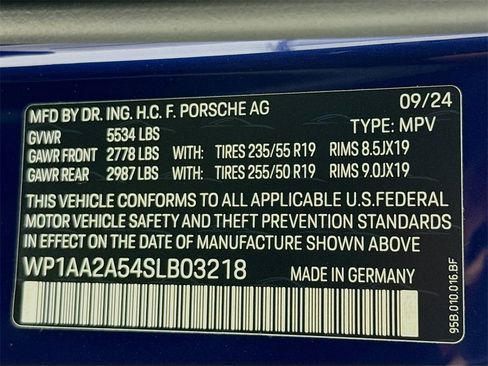 MFD BY DR. ING. H.C. F. PORSCHE AG 09/24
GVWR 5534 LBS TYPE: MPV
GAWR FRONT 2778 LBS WITH: TIRES 235/55 R19 RIMS 8.5JX19
GAWR REAR 2987 LBS WITH: TIRES 255/50 R19 RIMS 9.0JX19
THIS VEHICLE CONFORMS TO ALL APPLICABLE U.S.FEDERAL
MOTOR VEHICLE SAFETY AND THEFT PREVENTION STANDARDS
IN EFFECT ON THE DATE OF MANUFACTURE SHOWN ABOVE
WP1AA2A54SLB03218 MADE IN GERMANY
95B.010.016.BF